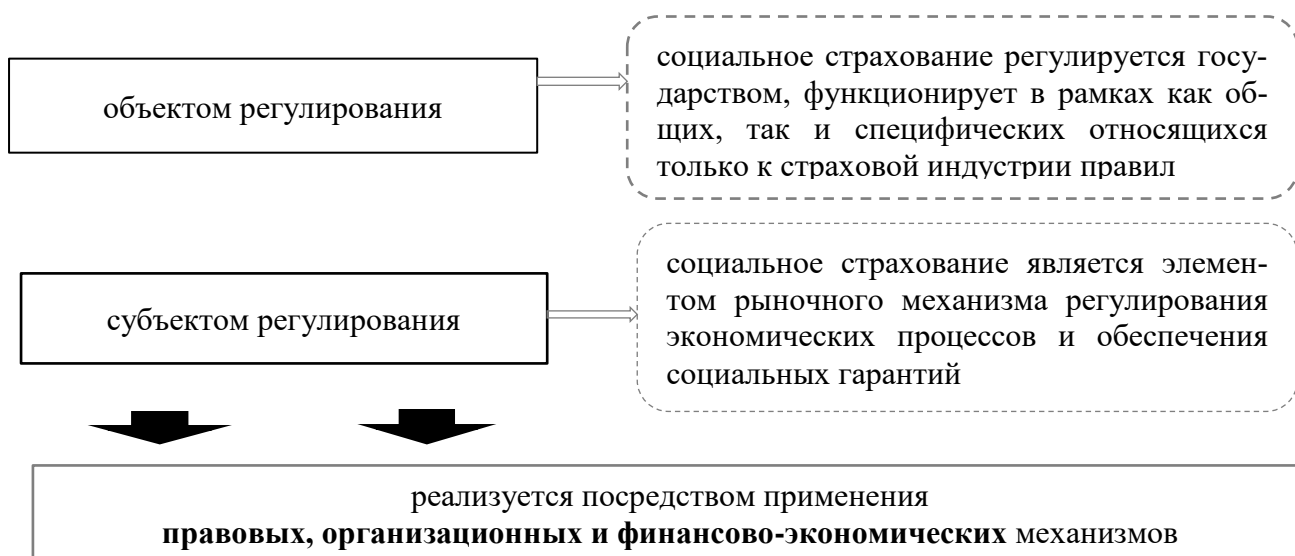 объектом регулирования
социальное страхование регулируется госу-
дарством, функционирует в рамках как об-
щих, так и специфических относящихся
только к страховой индустрии правил
субъектом регулирования
социальное страхование является элемен-
том рыночного механизма регулирования
экономических процессов и обеспечения
социальных гарантий
реализуется посредством применения
правовых, организационных и финансово-экономических механизмов